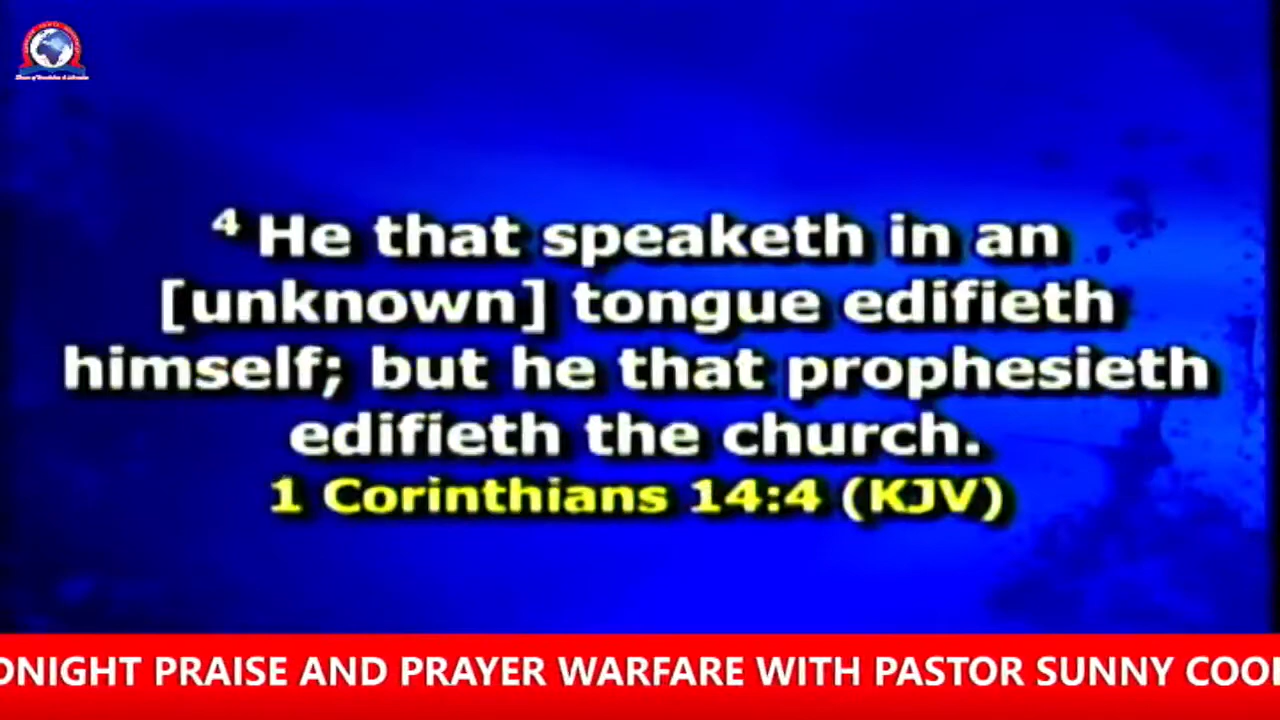 4 He that speaketh in an
[unknown] tongue edifieth
himself; but he that prophesieth
edifieth the church.
1 Corinthians 14:4 (KJV)
DNIGHT PRAISE AND PRAYER WARFARE WITH PASTOR SUNNY COO